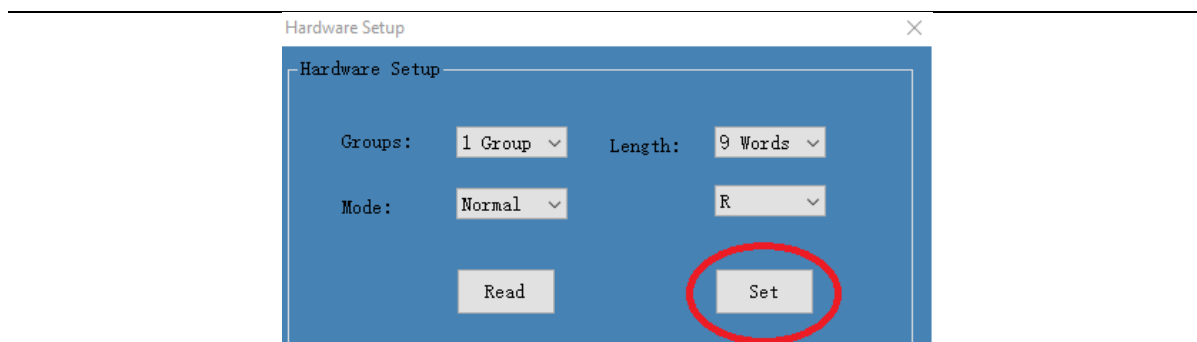 Hardware Setup
Hardware Setup
Groups: 1 Group Length: 9 Words
Mode: Normal R
Read Set